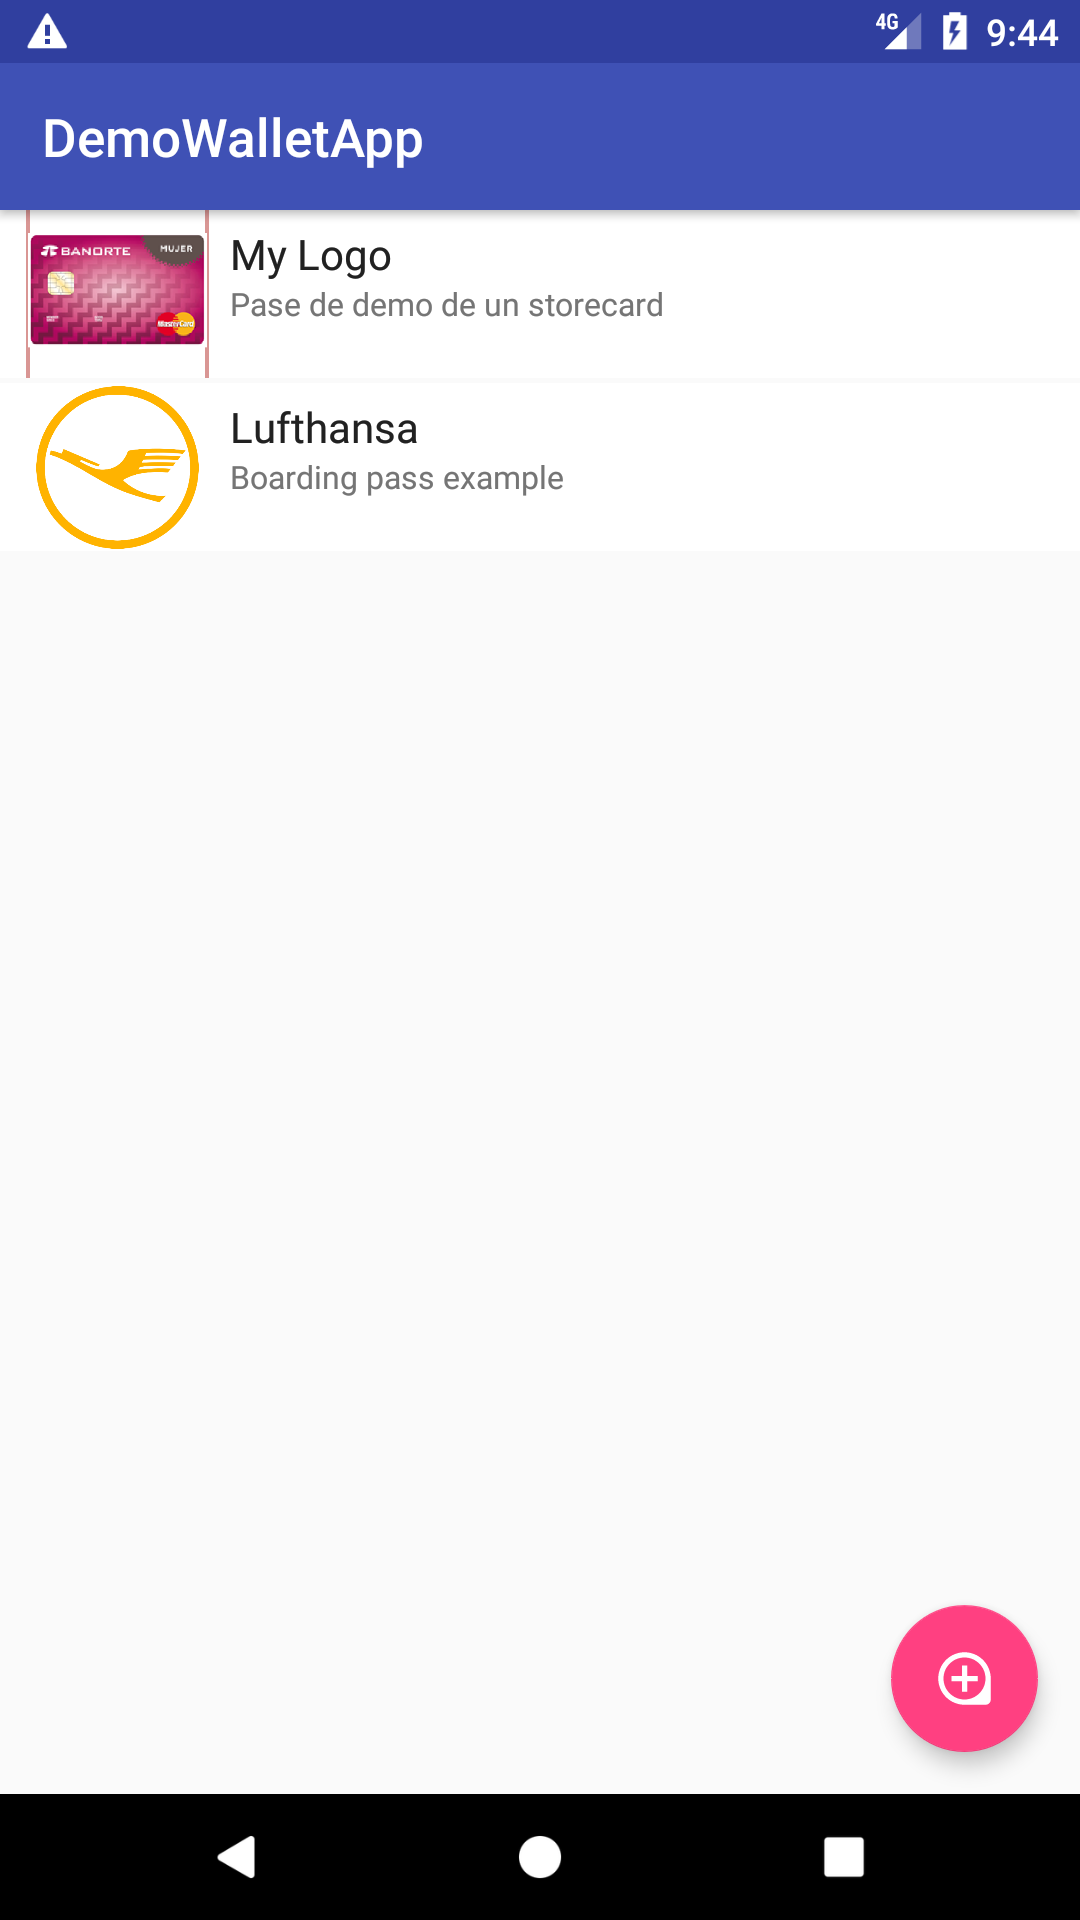 4G 9:44
DemoWalletApp
BANORTE MUJER
MasterCard
My Logo
Pase de demo de un storecard
Lufthansa
Boarding pass example